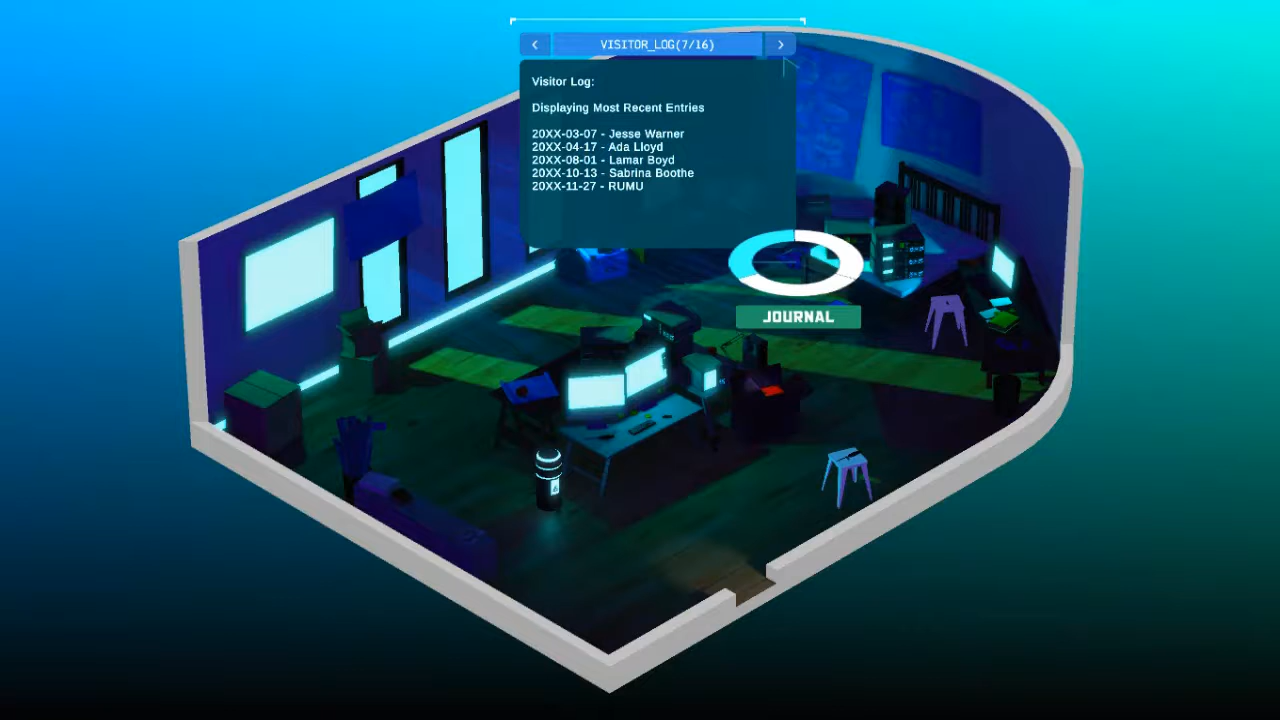 VISITOR_LOG(7/16)
Visitor Log:
Displaying Most Recent Entries
20XX-03-07 - Jesse Warner
20XX-04-17 - Ada Lloyd
20XX-08-01 - Lamar Boyd
20XX-10-13 - Sabrina Boothe
20XX-11-27 - RUMU
JOURNAL